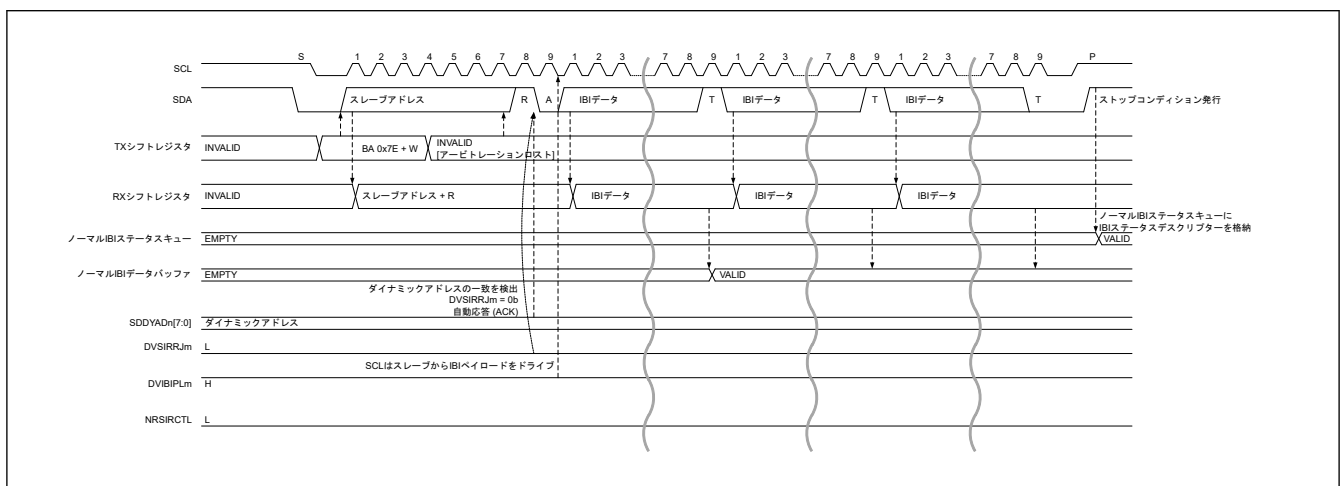 S 1 2 3 4 5 6 7 8 9 1 2 3 7 8 9 1 2 3 7 8 9 1 2 3 7 8 9 P
SCL
SDA スレーブアドレス R A IBIデータ T IBIデータ T IBIデータ T ストップコンディション発行
TXシフトレジスタ INVALID BA 0x7E + W INVALID
[アービトレーションロスト]
RXシフトレジスタ INVALID スレーブアドレス + R IBIデータ IBIデータ IBIデータ
ノーマルIBIステータスキューに
IBIステータスデスクリプターを格納
ノーマルIBIステータスキュー EMPTY VALID
ノーマルIBIデータバッファ EMPTY VALID
ダイナミックアドレスの一致を検出
DVSIRRJm = 0b
自動応答 (ACK)
SDDYADn[7:0] ダイナミックアドレス
DVSIRRJm L
SCLはスレーブからIBIペイロードをドライブ
DVIBIPLm H
NRSIRCTL L